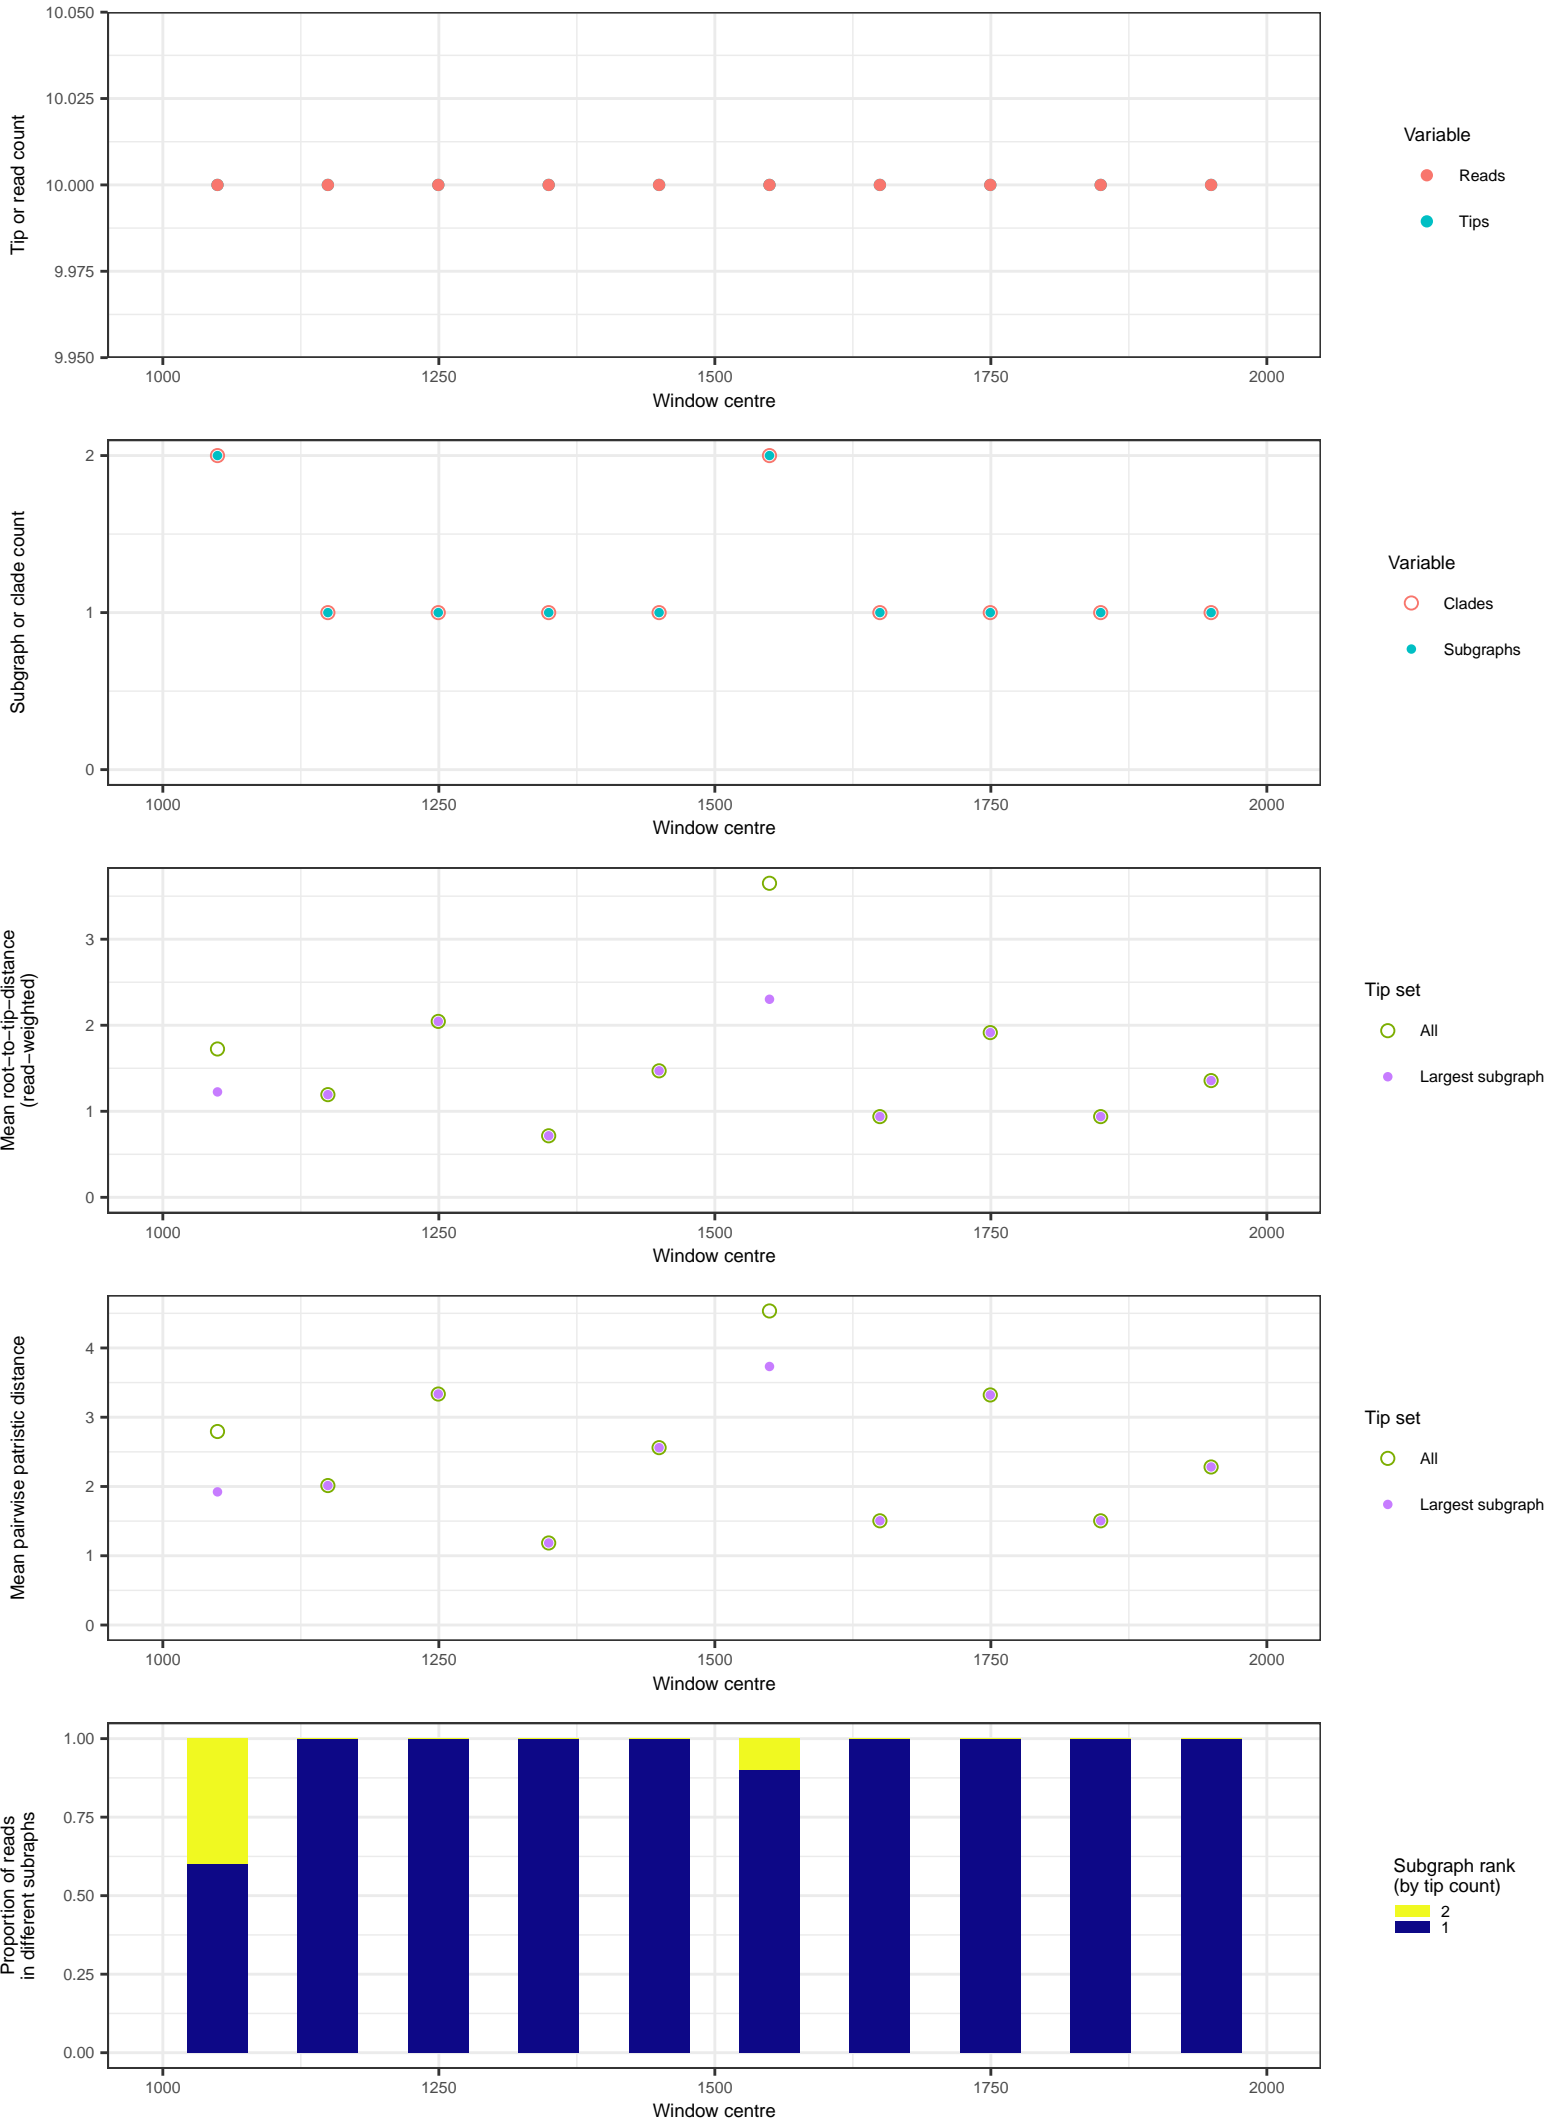 10.050
10.025
10.000
9.975
9.950
Tip or read count
1000 1250 1500 1750 2000
Window centre
Variable
Reads
Tips
2
1
0
Subgraph or clade count
1000 1250 1500 1750 2000
Window centre
Variable
Clades
Subgraphs
3
2
1
0
Mean root−to−tip−distance
(read−weighted)
1000 1250 1500 1750 2000
Window centre
Tip set
All
Largest subgraph
4
3
2
1
0
Mean pairwise patristic distance
1000 1250 1500 1750 2000
Window centre
Tip set
All
Largest subgraph
1.00
0.75
0.50
0.25
0.00
Proportion of reads
in different subraphs
1000 1250 1500 1750 2000
Window centre
Subgraph rank
(by tip count)
2
1